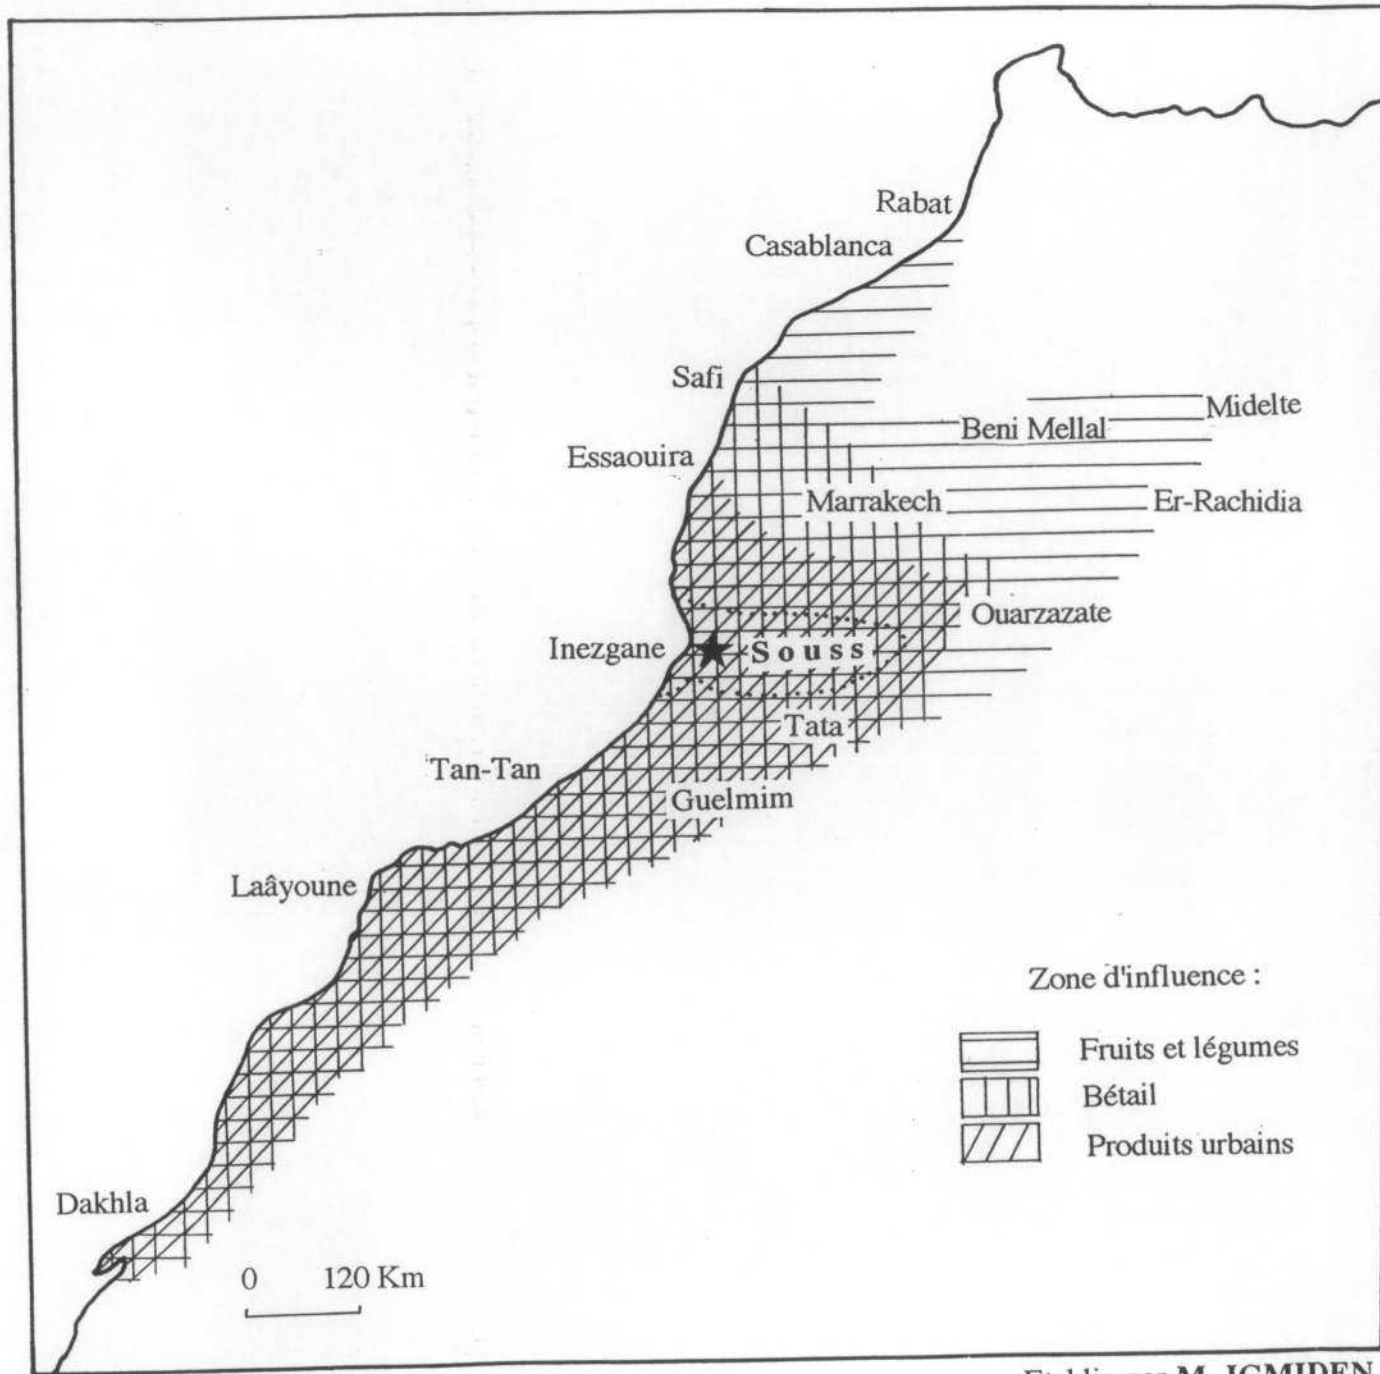 Rabat
Casablanca
Safi
Midelte
Beni Mellal
Essaouira
Marrakech
Er-Rachidia
Ouarzazate
Inezgane
Souss
Tata
Tan-Tan
Guelmim
Laâyoune
Zone d'influence :
Fruits et légumes
Bétail
Produits urbains
Dakhla
0 120 Km